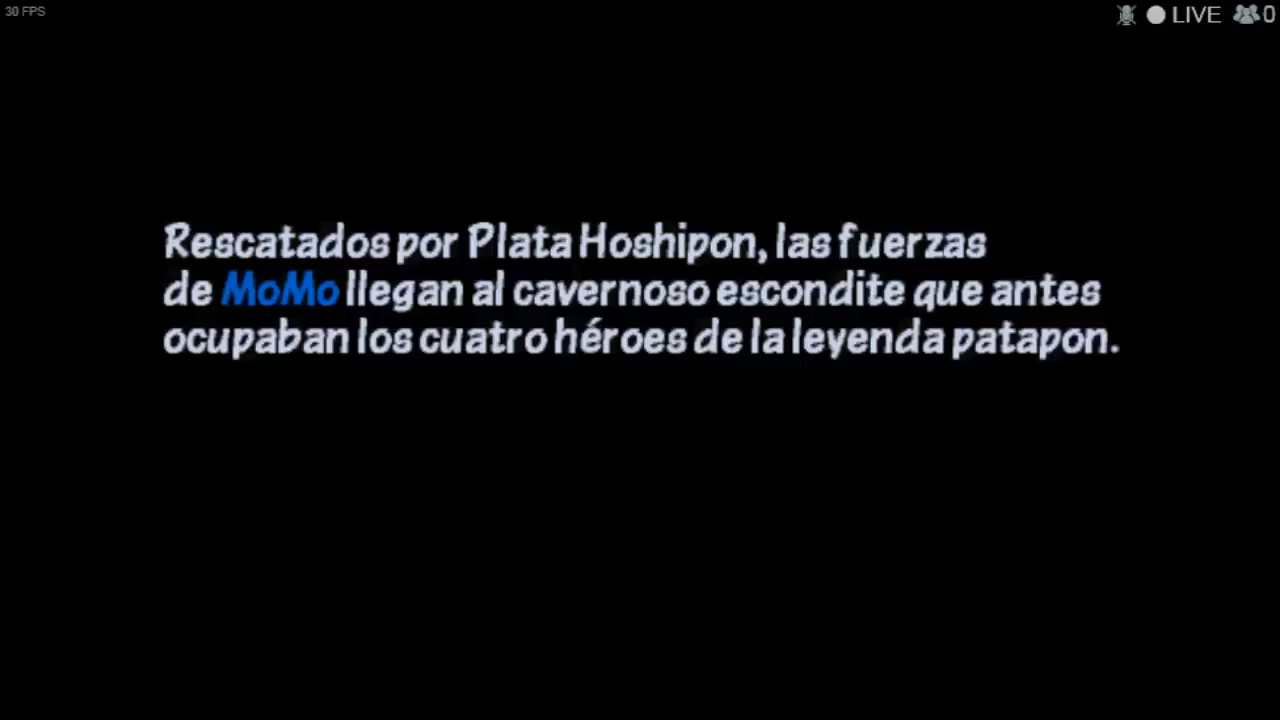 30 FPS
LIVE 0
Rescatados por Plata Hoshipon, las fuerzas
de MoMo llegan al cavernoso escondite que antes
ocupaban los cuatro héroes de la leyenda patapon.